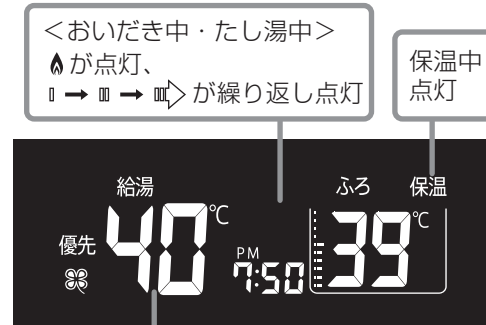 <おいだき中・たし湯中>
が点灯、
→ → が繰り返し点灯
保温中
点灯
給湯
ふろ
保温
優先
40℃
PM
7:50
39℃